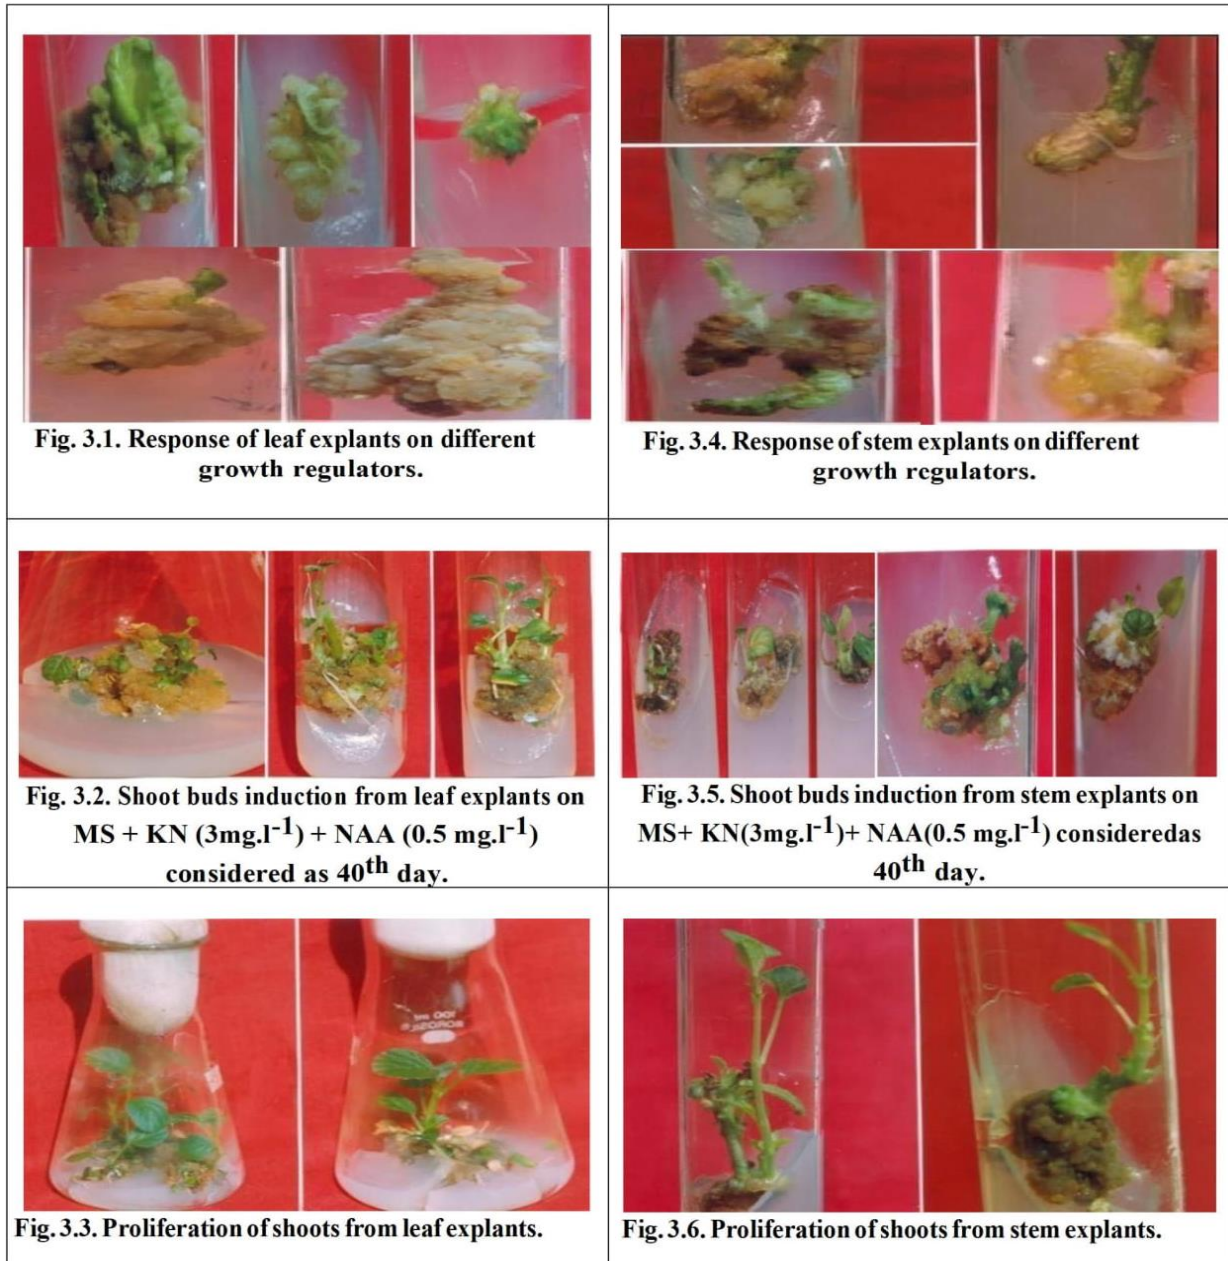 Fig. 3.1. Response of leaf explants on different
growth regulators.
Fig. 3.4. Response of stem explants on different
growth regulators.
Fig. 3.2. Shoot buds induction from leaf explants on
MS + KN (3mg.l-1) + NAA (0.5 mg.l-1)
considered as 40th day.
Fig. 3.5. Shoot buds induction from stem explants on
MS+ KN(3mg.l-1)+ NAA(0.5 mg.l-1) consideredas
40th day.
100 ml
Fig. 3.3. Proliferation of shoots from leaf explants.
Fig. 3.6. Proliferation of shoots from stem explants.